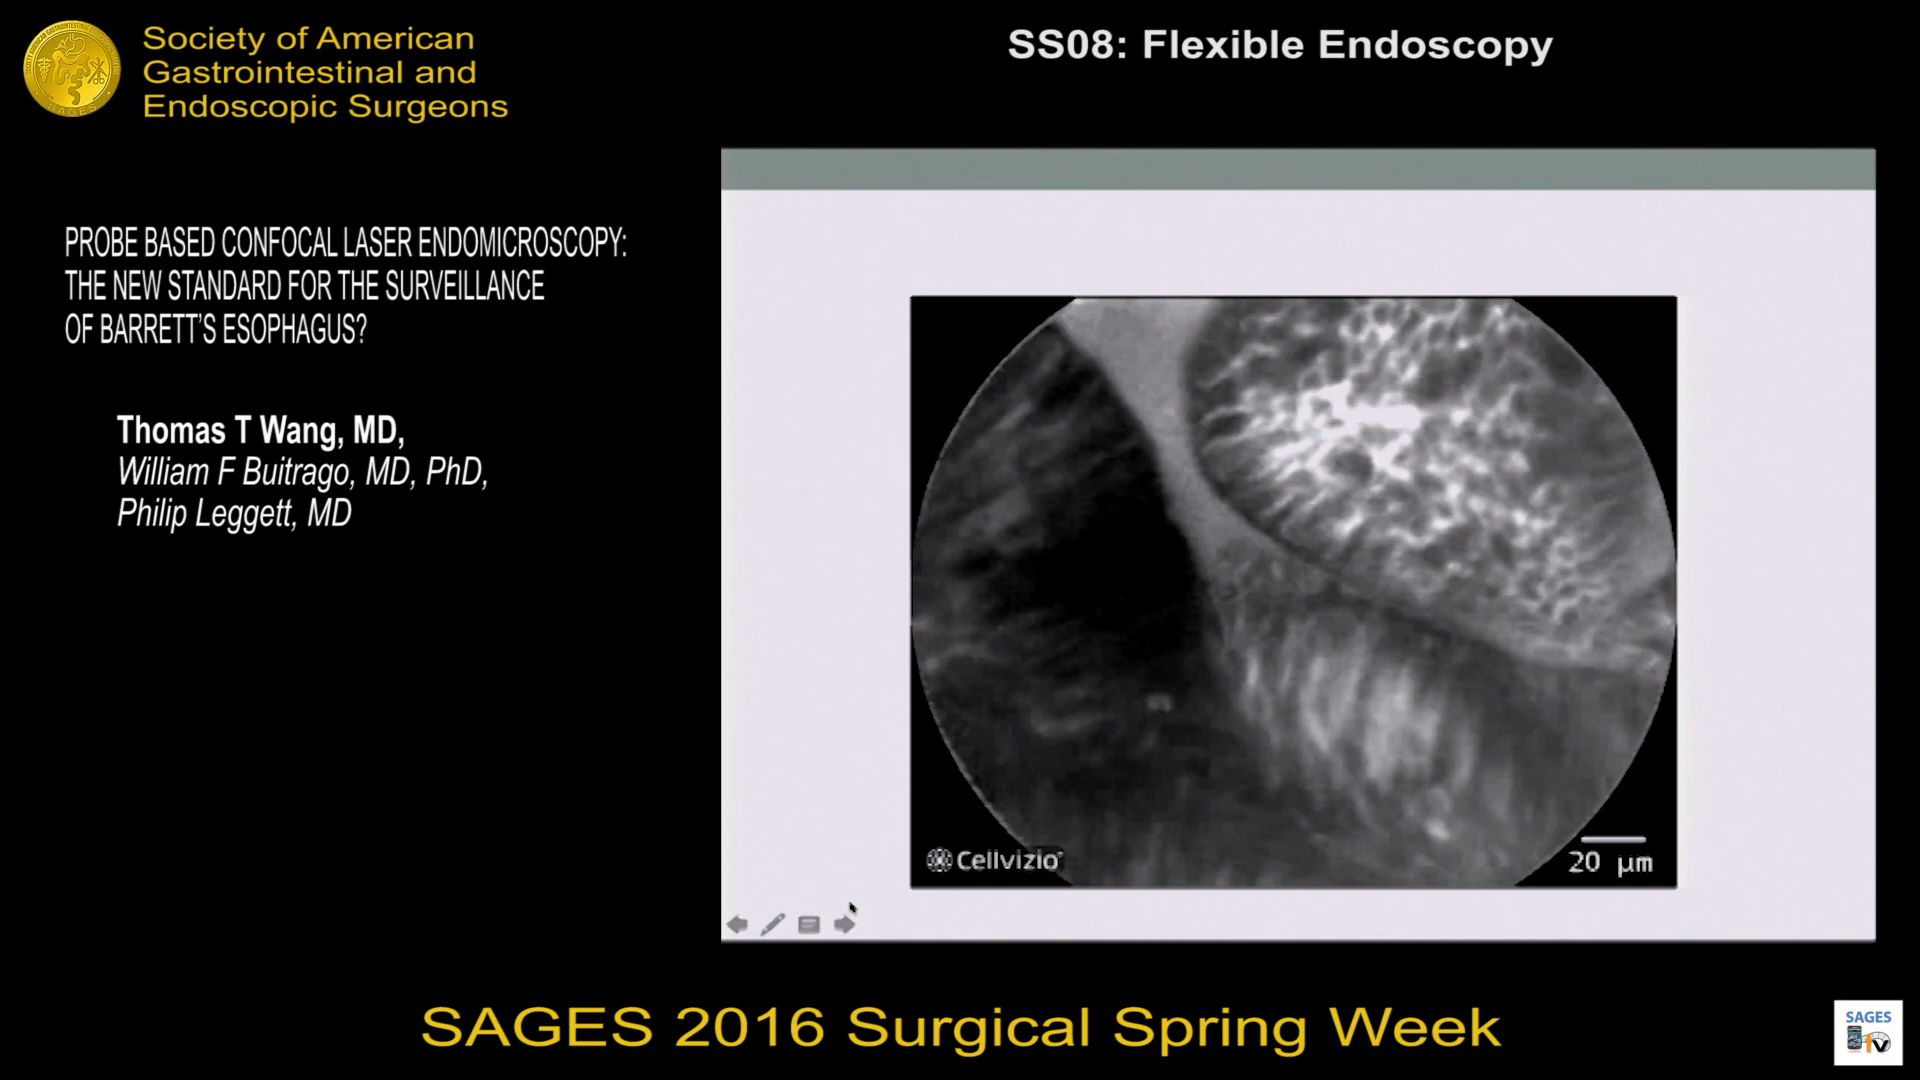 Society of American
Gastrointestinal and
Endoscopic Surgeons
SS08: Flexible Endoscopy
PROBE BASED CONFOCAL LASER ENDOMICROSCOPY:
THE NEW STANDARD FOR THE SURVEILLANCE
OF BARRETT'S ESOPHAGUS?
Thomas T Wang, MD,
William F Buitrago, MD, PhD,
Philip Leggett, MD
Cellvizio
20 µm
SAGES 2016 Surgical Spring Week
SAGES
TV